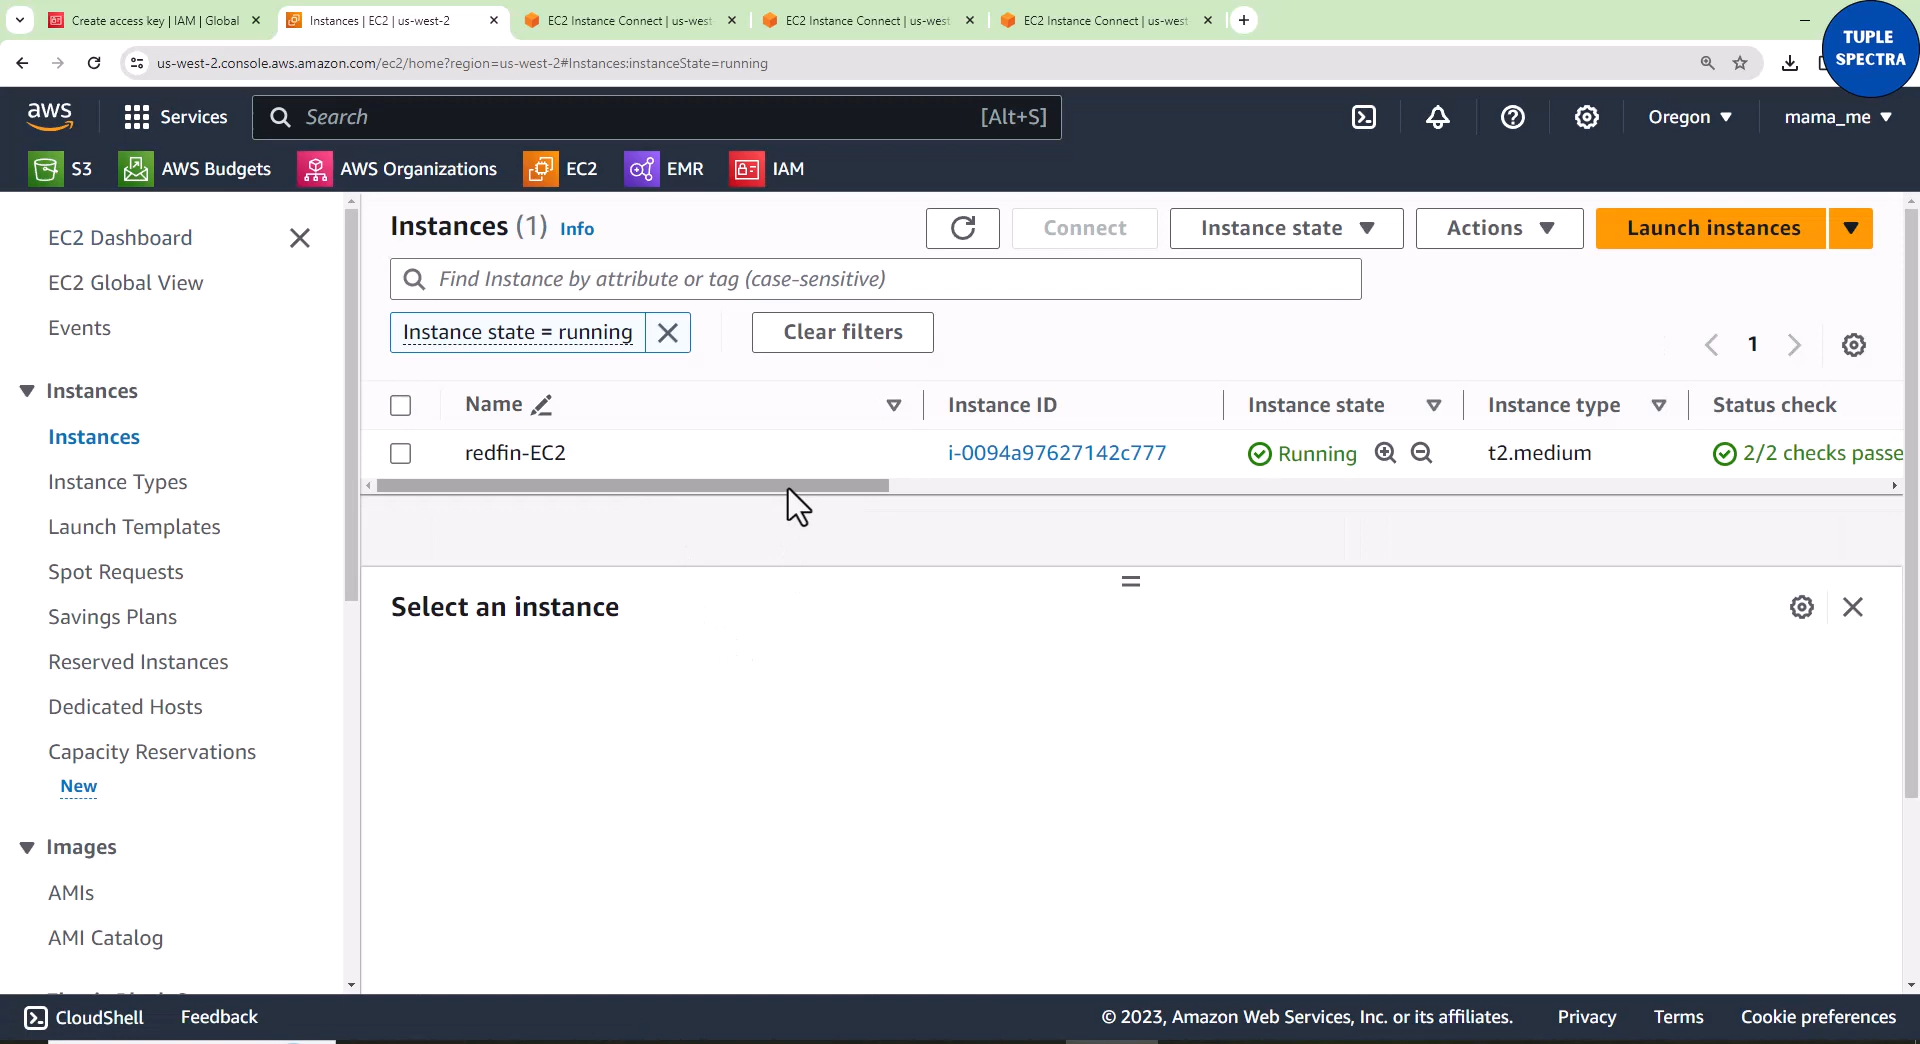 Create access key | IAM | Global
Instances | EC2 | us-west-2
EC2 Instance Connect | us-west-
EC2 Instance Connect | us-west
EC2 Instance Connect | us-west
TUPLE
SPECTRA
us-west-2.console.aws.amazon.com/ec2/home?region=us-west-2#Instances:instanceState=running
aws
Services
Search
[Alt+S]
Oregon
mama_me
S3
AWS Budgets
AWS Organizations
EC2
EMR
IAM
EC2 Dashboard
EC2 Global View
Events
Instances
Instances
Instance Types
Launch Templates
Spot Requests
Savings Plans
Reserved Instances
Dedicated Hosts
Capacity Reservations
New
Images
AMIs
AMI Catalog
Instances (1) Info
Connect
Instance state
Actions
Launch instances
Find Instance by attribute or tag (case-sensitive)
Instance state = running
Clear filters
1
Name
Instance ID
Instance state
Instance type
Status check
redfin-EC2
i-0094a97627142c777
Running
t2.medium
2/2 checks passe
Select an instance
CloudShell
Feedback
© 2023, Amazon Web Services, Inc. or its affiliates.
Privacy
Terms
Cookie preferences